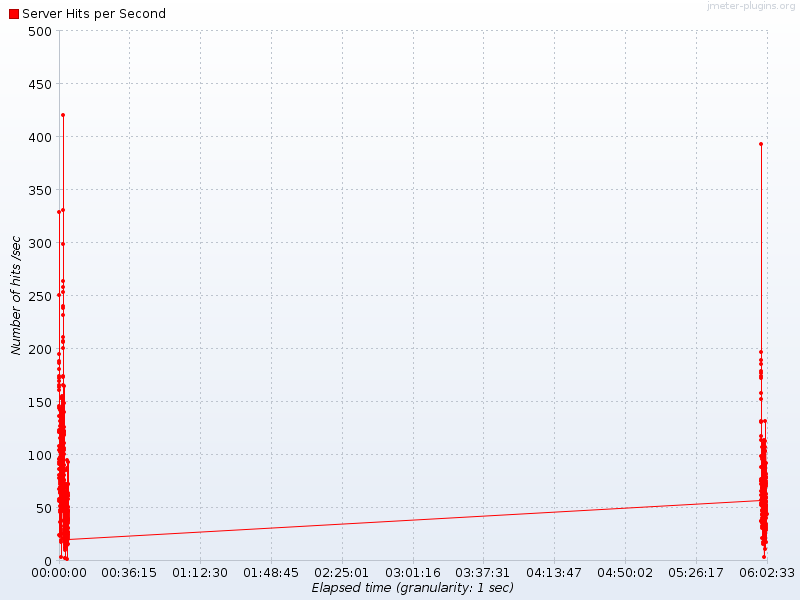 jmeter-plugins.org
Server Hits per Second
500
450
400
350
300
250
200
150
100
50
0
Number of hits /sec
00:00:00 00:36:15 01:12:30 01:48:45 02:25:01 03:01:16 03:37:31 04:13:47 04:50:02 05:26:17 06:02:33
Elapsed time (granularity: 1 sec)